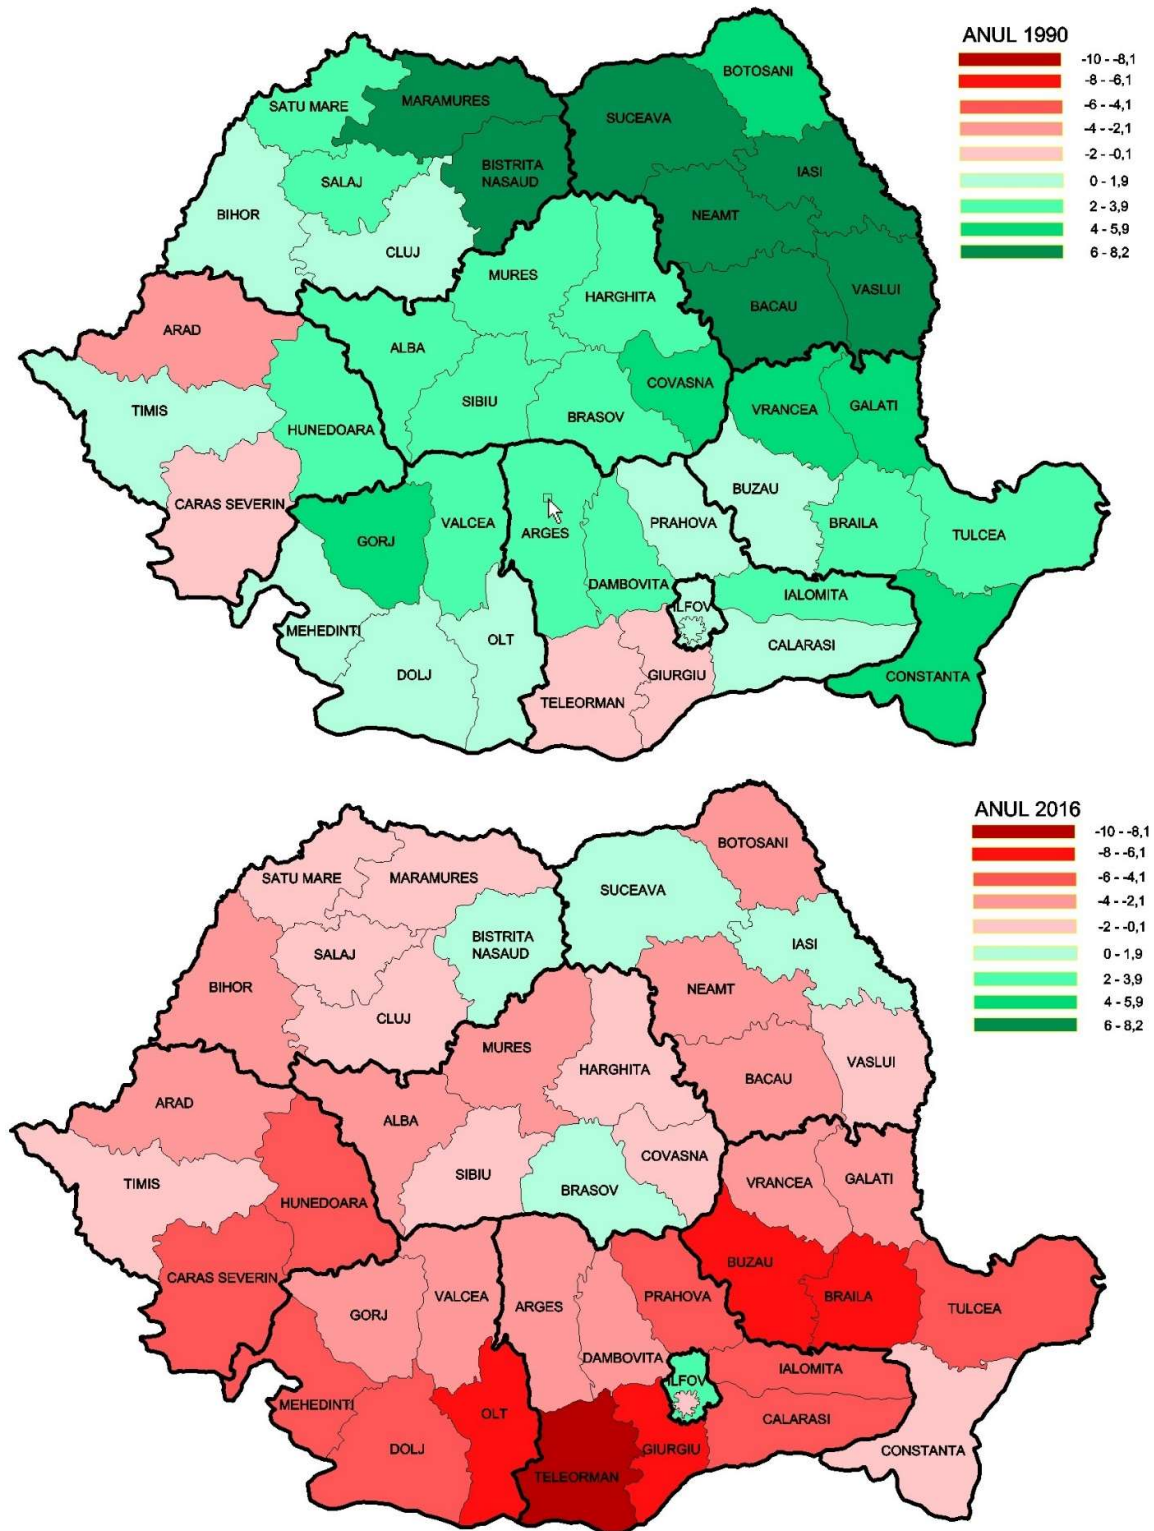 ANUL 1990
-10 - -8,1
-8 - -6,1
-6 - -4,1
-4 - -2,1
-2 - -0,1
0 - 1,9
2 - 3,9
4 - 5,9
6 - 8,2
BOTOSANI
SATU MARE
MARAMURES
SUCEAVA
BISTRITA
NASAUD
IASI
SALAJ
NEAMT
BIHOR
CLUJ
MURES
HARGHITA
BACAU
VASLUI
ARAD
ALBA
COVASNA
TIMIS
SIBIU
BRASOV
VRANCEA
GALATI
HUNEDOARA
CARAS SEVERIN
VALCEA
BUZAU
GORJ
ARGES
PRAHOVA
BRAILA
TULCEA
DAMBOVITA
IALOMITA
ILFOV
MEHEDINTI
OLT
CALARASI
DOLJ
GIURGIU
TELEORMAN
CONSTANTA
ANUL 2016
-10 - -8,1
-8 - -6,1
-6 - -4,1
-4 - -2,1
-2 - -0,1
0 - 1,9
2 - 3,9
4 - 5,9
6 - 8,2
BOTOSANI
SATU MARE
MARAMURES
SUCEAVA
BISTRITA
NASAUD
IASI
SALAJ
BIHOR
NEAMT
CLUJ
MURES
HARGHITA
BACAU
VASLUI
ARAD
ALBA
COVASNA
TIMIS
SIBIU
BRASOV
VRANCEA
GALATI
HUNEDOARA
CARAS SEVERIN
BUZAU
VALCEA
ARGES
PRAHOVA
BRAILA
TULCEA
GORJ
DAMBOVITA
IALOMITA
ILFOV
MEHEDINTI
OLT
CALARASI
DOLJ
GIURGIU
CONSTANTA
TELEORMAN